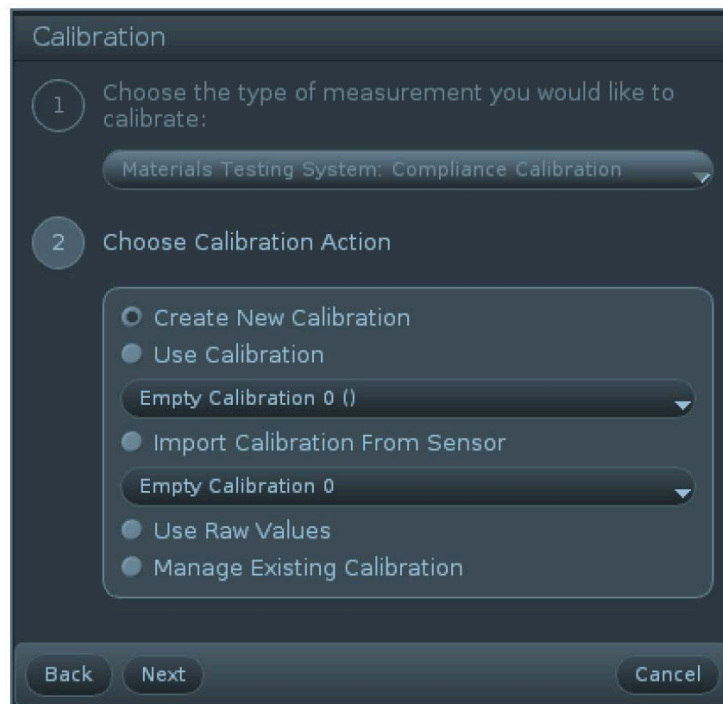 Calibration
1
Choose the type of measurement you would like to
calibrate:
Materials Testing System: Compliance Calibration
2
Choose Calibration Action
Create New Calibration
Use Calibration
Empty Calibration 0 ()
Import Calibration From Sensor
Empty Calibration 0
Use Raw Values
Manage Existing Calibration
Back
Next
Cancel